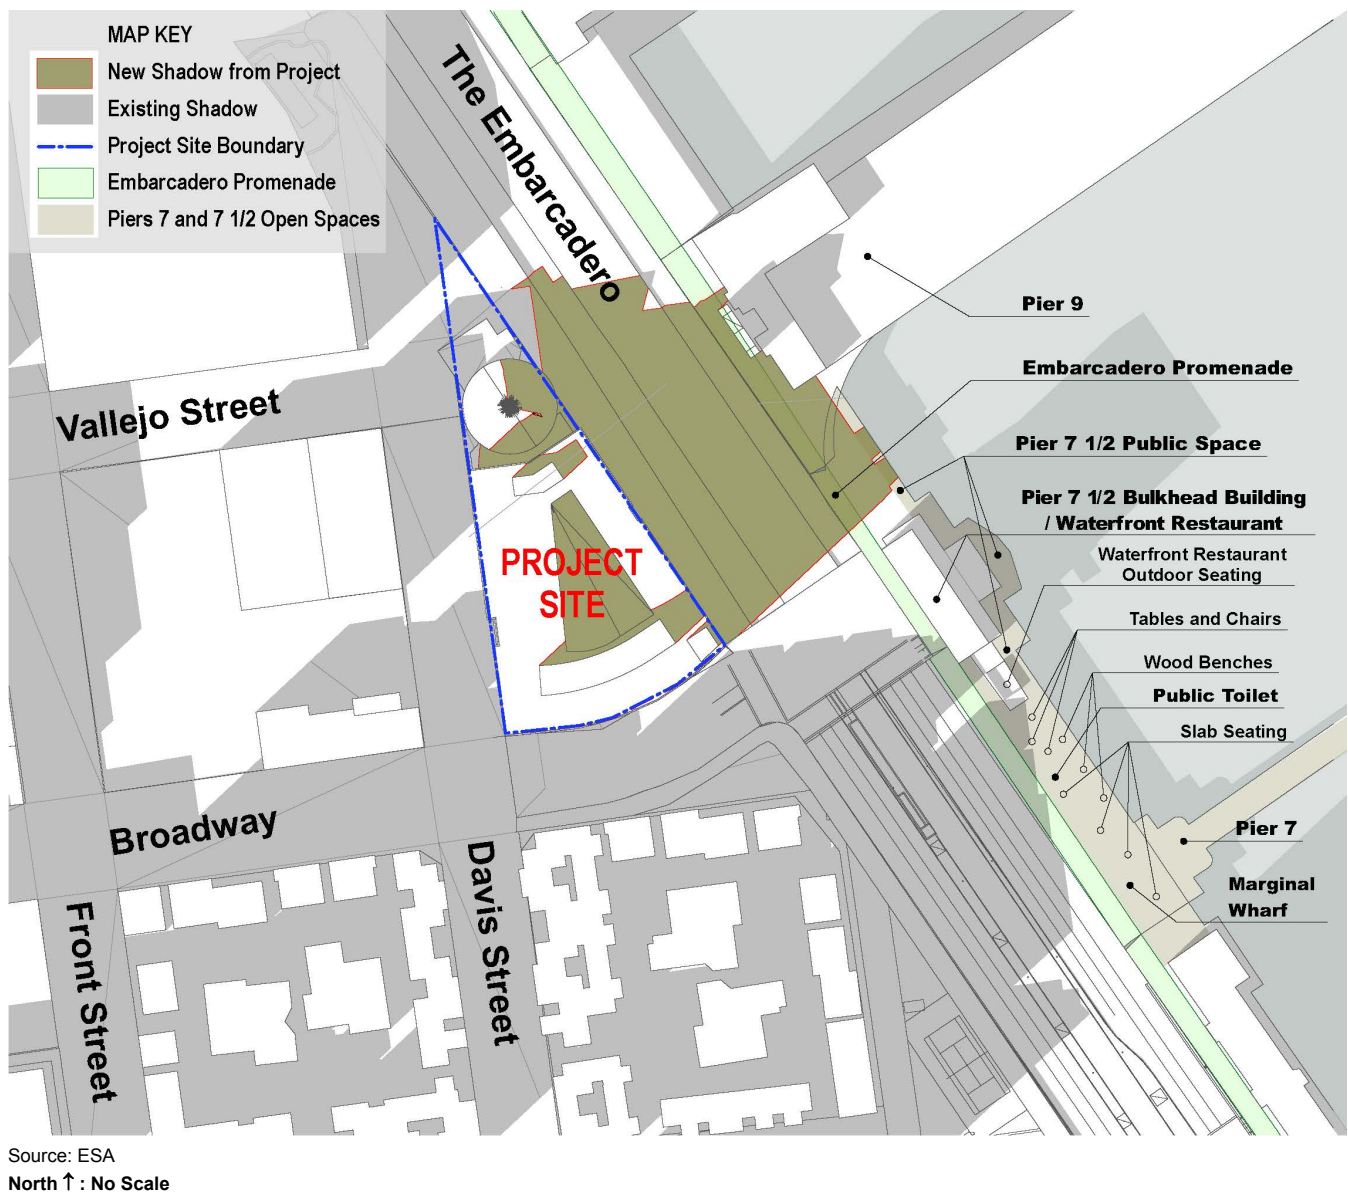 MAP KEY
New Shadow from Project
Existing Shadow
Project Site Boundary
Embarcadero Promenade
Piers 7 and 7 1/2 Open Spaces
The Embarcadero
Vallejo Street
PROJECT
SITE
Broadway
Front Street
Davis Street
Pier 9
Embarcadero Promenade
Pier 7 1/2 Public Space
Pier 7 1/2 Bulkhead Building
/ Waterfront Restaurant
Waterfront Restaurant
Outdoor Seating
Tables and Chairs
Wood Benches
Public Toilet
Slab Seating
Pier 7
Marginal
Wharf
Source: ESA
North ↑ : No Scale